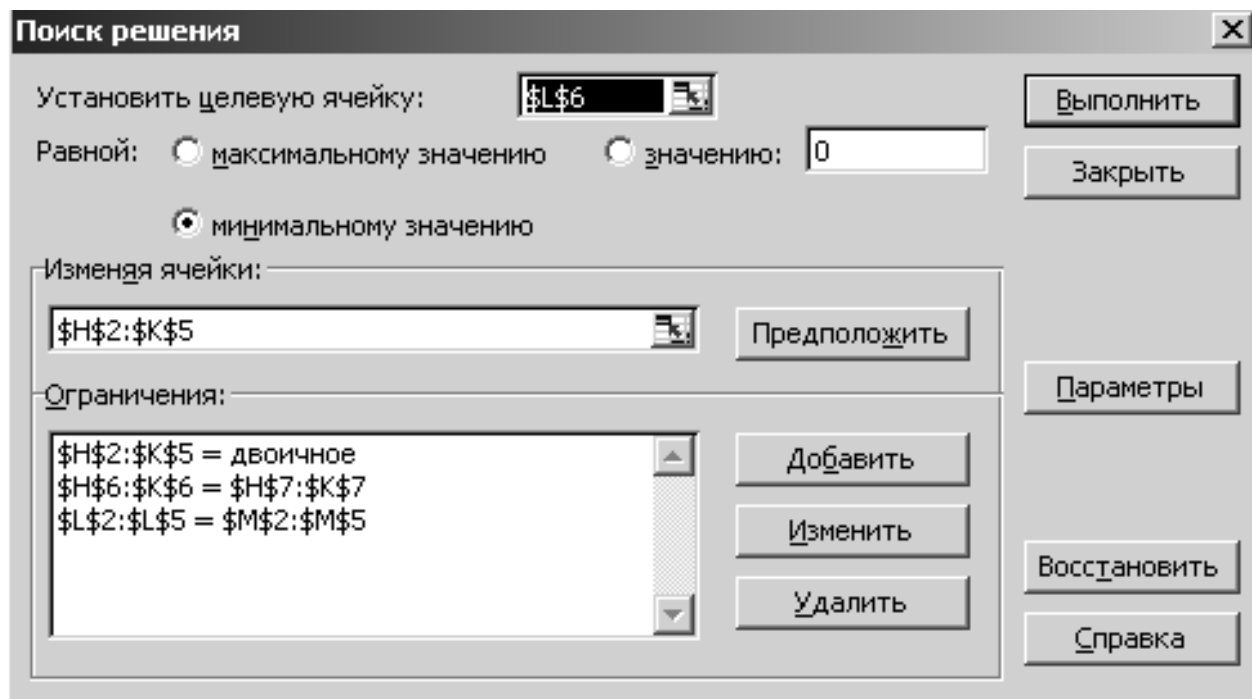 Поиск решения
Установить целевую ячейку: $L$6
Выполнить
Равной: максимальному значению значению: 0
Закрыть
минимальному значению
Изменяя ячейки:
$H$2:$K$5
Предположить
Ограничения:
Параметры
$H$2:$K$5 = двоичное
$H$6:$K$6 = $H$7:$K$7
$L$2:$L$5 = $M$2:$M$5
Добавить
Изменить
Удалить
Восстановить
Справка